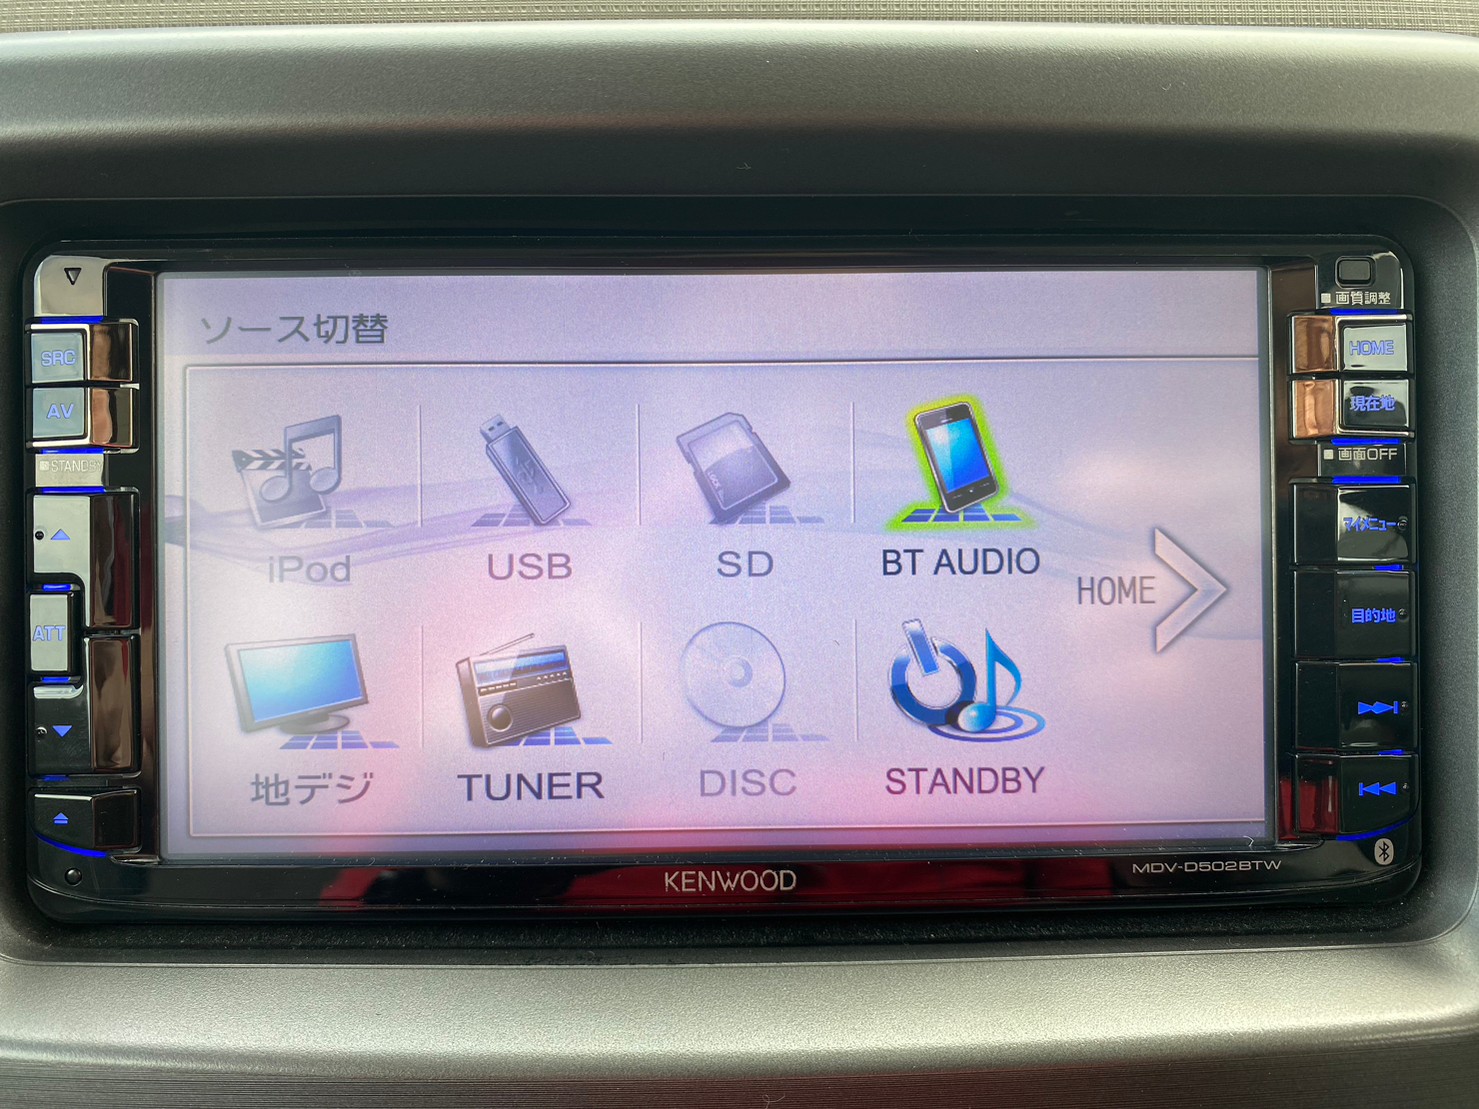 ソース切替
iPod
USB
SD
BT AUDIO
HOME
地デジ
TUNER
DISC
STANDBY
SRC
AV
STANDBY
ATT
画質調整
HOME
現在地
画面OFF
マイメニュー
目的地
KENWOOD
MDV-D502BTW